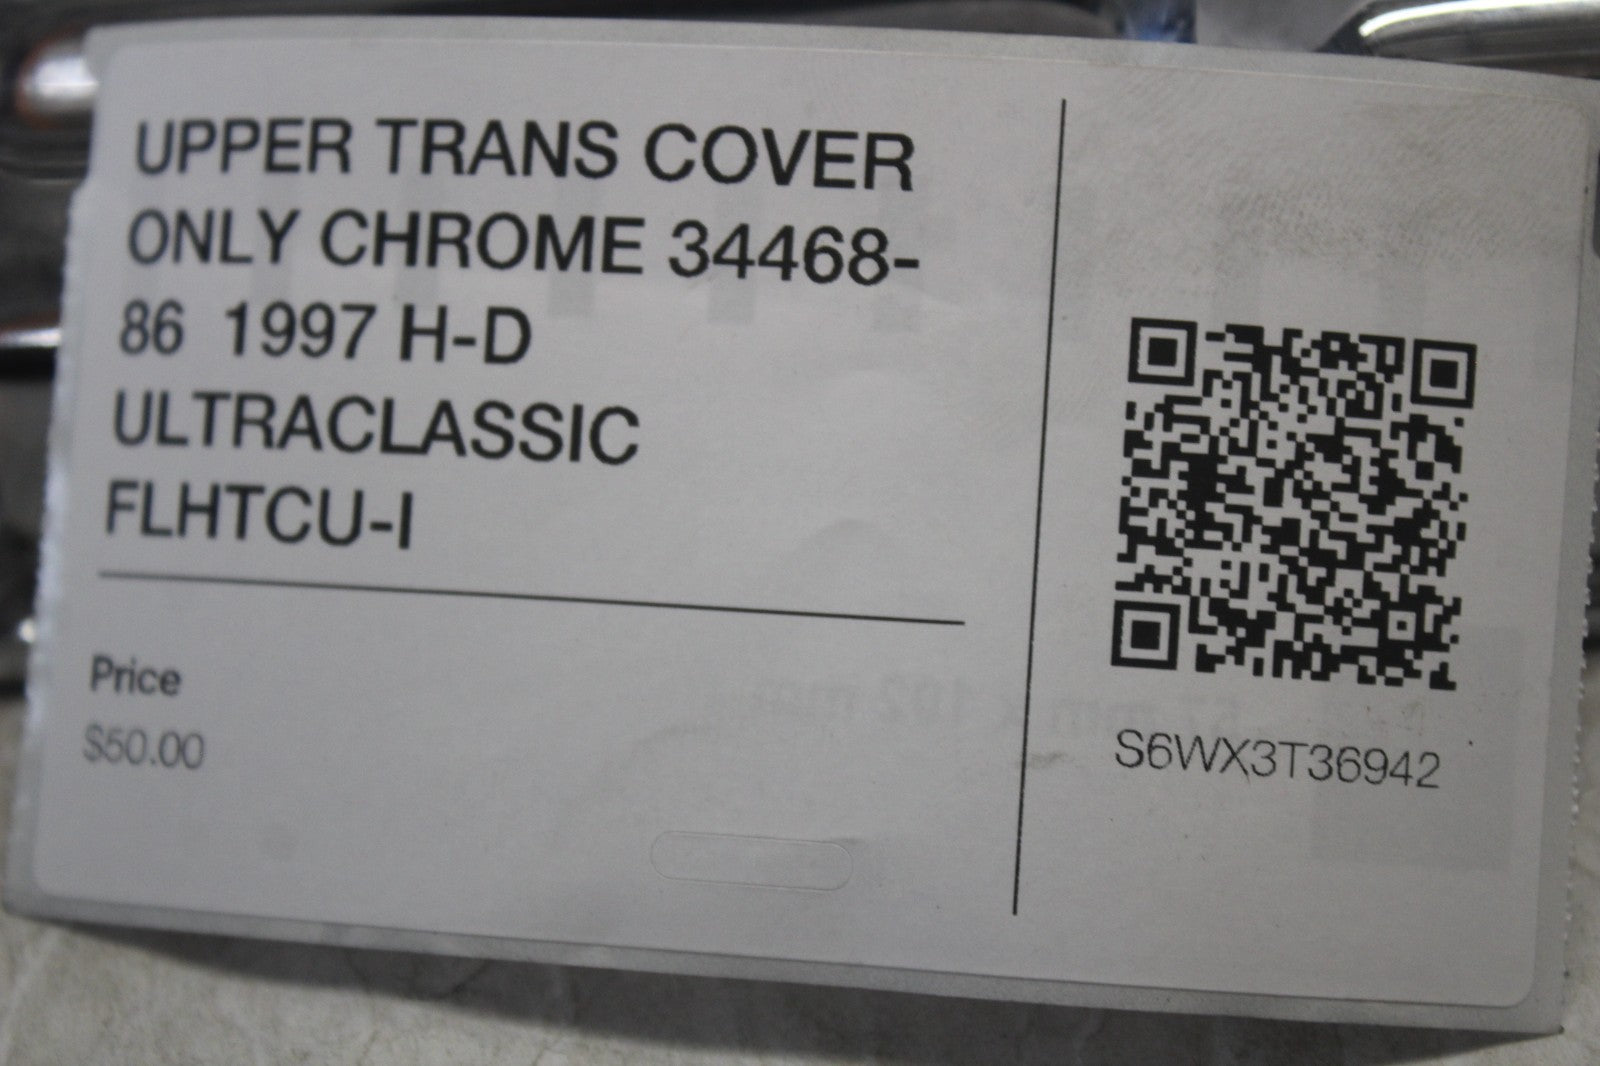 UPPER TRANS COVER
ONLY CHROME 34468-
86 1997 H-D
ULTRACLASSIC
FLHTCU-I
Price
$50.00
S6WX3T36942